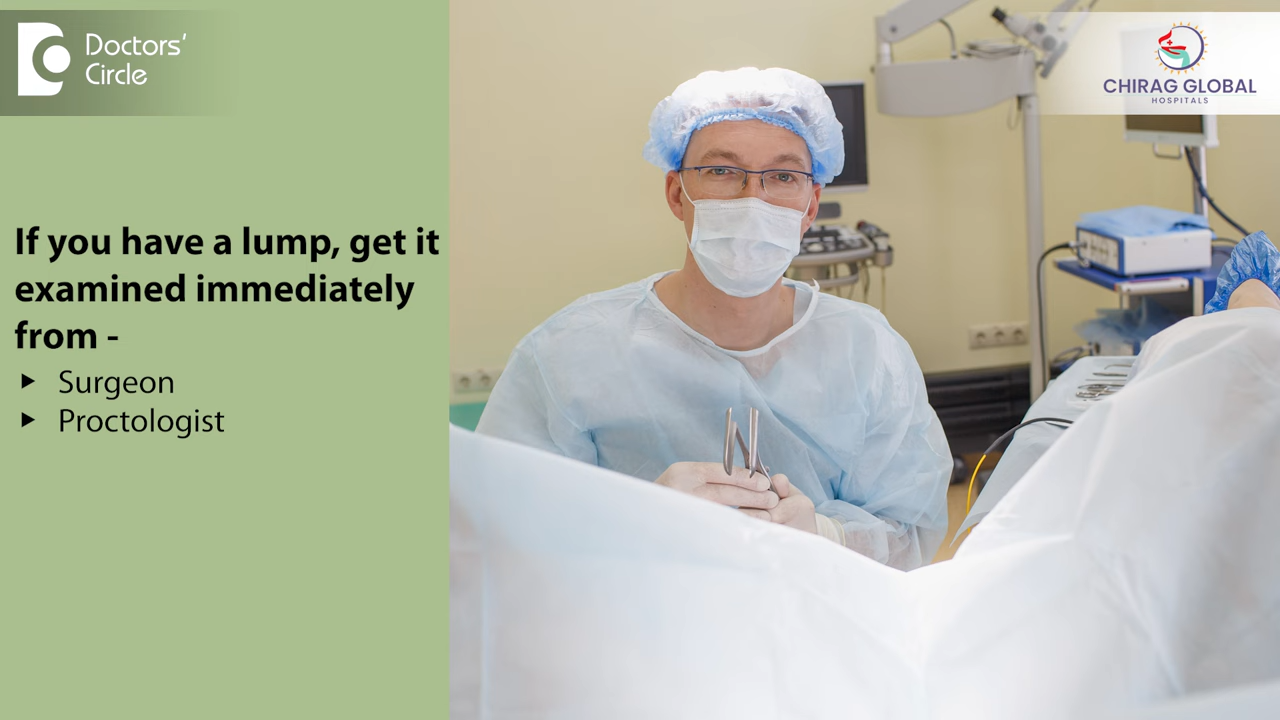 Doctors'
Circle
CHIRAG GLOBAL
HOSPITALS
If you have a lump, get it
examined immediately
from -
▶ Surgeon
▶ Proctologist